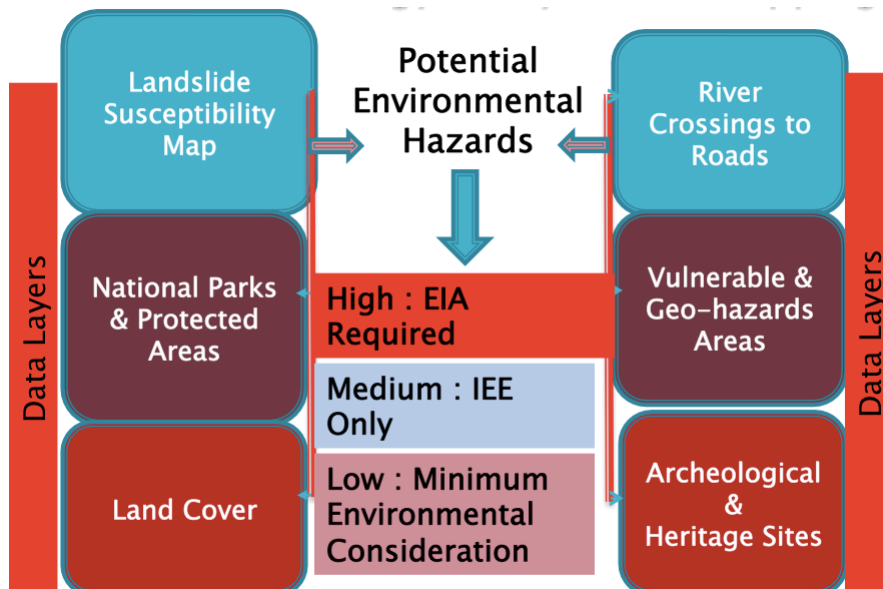 Data Layers
Landslide
Susceptibility
Map
National Parks
& Protected
Areas
Land Cover
Potential
Environmental
Hazards
High : EIA
Required
Medium : IEE
Only
Low : Minimum
Environmental
Consideration
River
Crossings to
Roads
Vulnerable &
Geo-hazards
Areas
Archeological
&
Heritage Sites
Data Layers